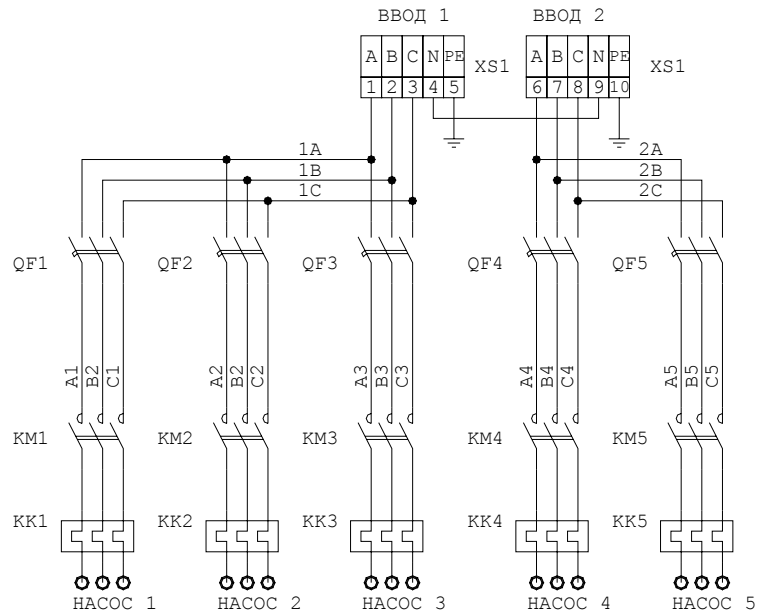 ВВОД 1 ВВОД 2
A B C N PE XS1 A B C N PE XS1
1 2 3 4 5 6 7 8 9 10
1A 2A
1B 2B
1C 2C
QF1 QF2 QF3 QF4 QF5
A1 B2 C1 A2 B2 C2 A3 B3 C3 A4 B4 C4 A5 B5 C5
KM1 KM2 KM3 KM4 KM5
KK1 KK2 KK3 KK4 KK5
НАСОС 1 НАСОС 2 НАСОС 3 НАСОС 4 НАСОС 5